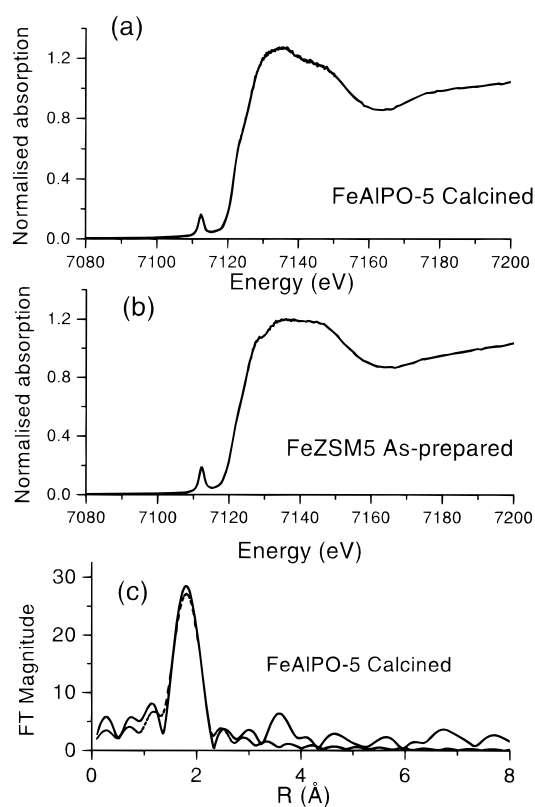 (a)
Normalised absorption
1.2
0.8
0.4
0.0
FeAlPO-5 Calcined
7080 7100 7120 7140 7160 7180 7200
Energy (eV)
(b)
Normalised absorption
1.2
0.8
0.4
0.0
FeZSM5 As-prepared
7080 7100 7120 7140 7160 7180 7200
Energy (eV)
(c)
FT Magnitude
30
20
10
0
FeAlPO-5 Calcined
0 2 4 6 8
R (Å)